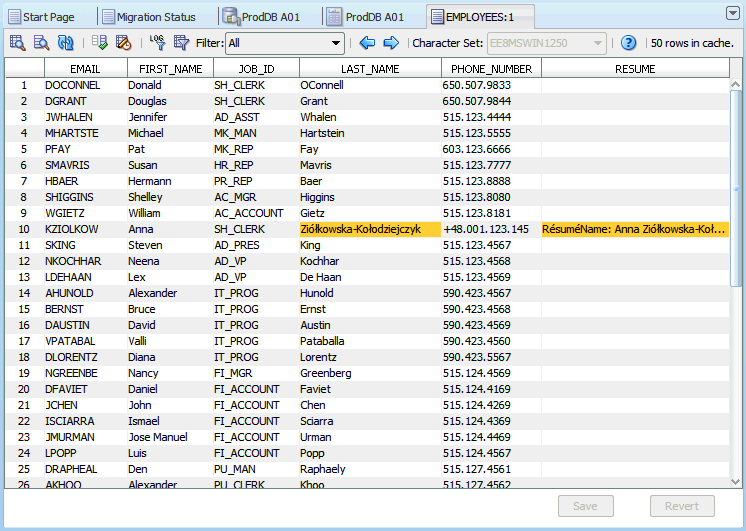 Start Page Migration Status ProdDB A01 ProdDB A01 EMPLOYEES:1
LOG Filter: All Character Set: EE8MSWIN1250 ? 50 rows in cache.
EMAIL FIRST_NAME JOB_ID LAST_NAME PHONE_NUMBER RESUME
1 DOCONNEL Donald SH_CLERK OConnell 650.507.9833
2 DGRANT Douglas SH_CLERK Grant 650.507.9844
3 JWHALEN Jennifer AD_ASST Whalen 515.123.4444
4 MHARTSTE Michael MK_MAN Hartstein 515.123.5555
5 PFAY Pat MK_REP Fay 603.123.6666
6 SMAVRIS Susan HR_REP Mavris 515.123.7777
7 HBAER Hermann PR_REP Baer 515.123.8888
8 SHIGGINS Shelley AC_MGR Higgins 515.123.8080
9 WGIETZ William AC_ACCOUNT Gietz 515.123.8181
10 KZIOLKOW Anna SH_CLERK Ziółkowska-Kołodziejczyk +48.001.123.145 RésuméName: Anna Ziółkowska-Koł...
11 SKING Steven AD_PRES King 515.123.4567
12 NKOCHHAR Neena AD_VP Kochhar 515.123.4568
13 LDEHAAN Lex AD_VP De Haan 515.123.4569
14 AHUNOLD Alexander IT_PROG Hunold 590.423.4567
15 BERNST Bruce IT_PROG Ernst 590.423.4568
16 DAUSTIN David IT_PROG Austin 590.423.4569
17 VPATABAL Valli IT_PROG Pataballa 590.423.4560
18 DLORENTZ Diana IT_PROG Lorentz 590.423.5567
19 NGREENBE Nancy FI_MGR Greenberg 515.124.4569
20 DFAVIET Daniel FI_ACCOUNT Faviet 515.124.4169
21 JCHEN John FI_ACCOUNT Chen 515.124.4269
22 ISCIARRA Ismael FI_ACCOUNT Sciarra 515.124.4369
23 JMURMAN Jose Manuel FI_ACCOUNT Urman 515.124.4469
24 LPOPP Luis FI_ACCOUNT Popp 515.124.4567
25 DRAPHEAL Den PU_MAN Raphaely 515.127.4561
26 AKHOO Alexander PU_CLERK Khoo 515.127.4562
Save Revert